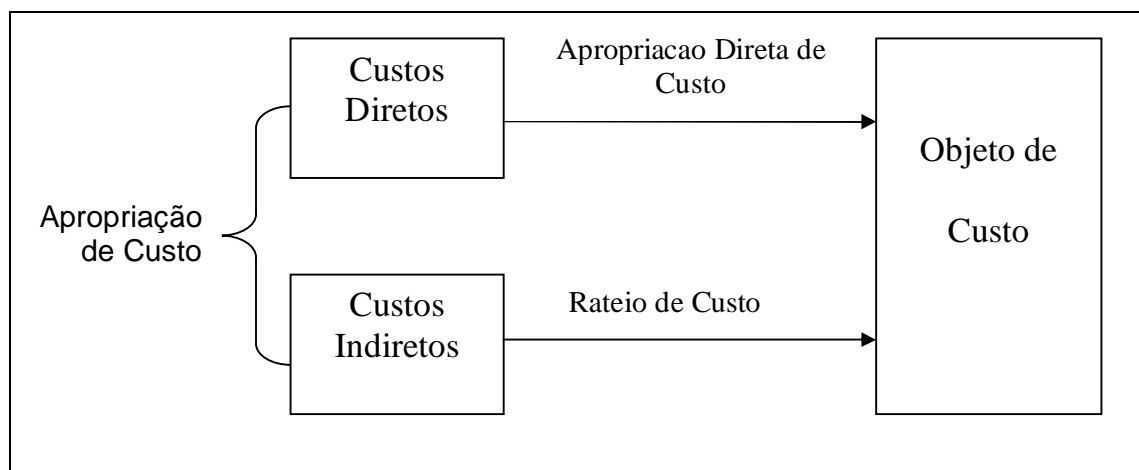 Apropriação
de Custo
Custos
Diretos
Apropriacao Direta de
Custo
Custos
Indiretos
Rateio de Custo
Objeto de
Custo